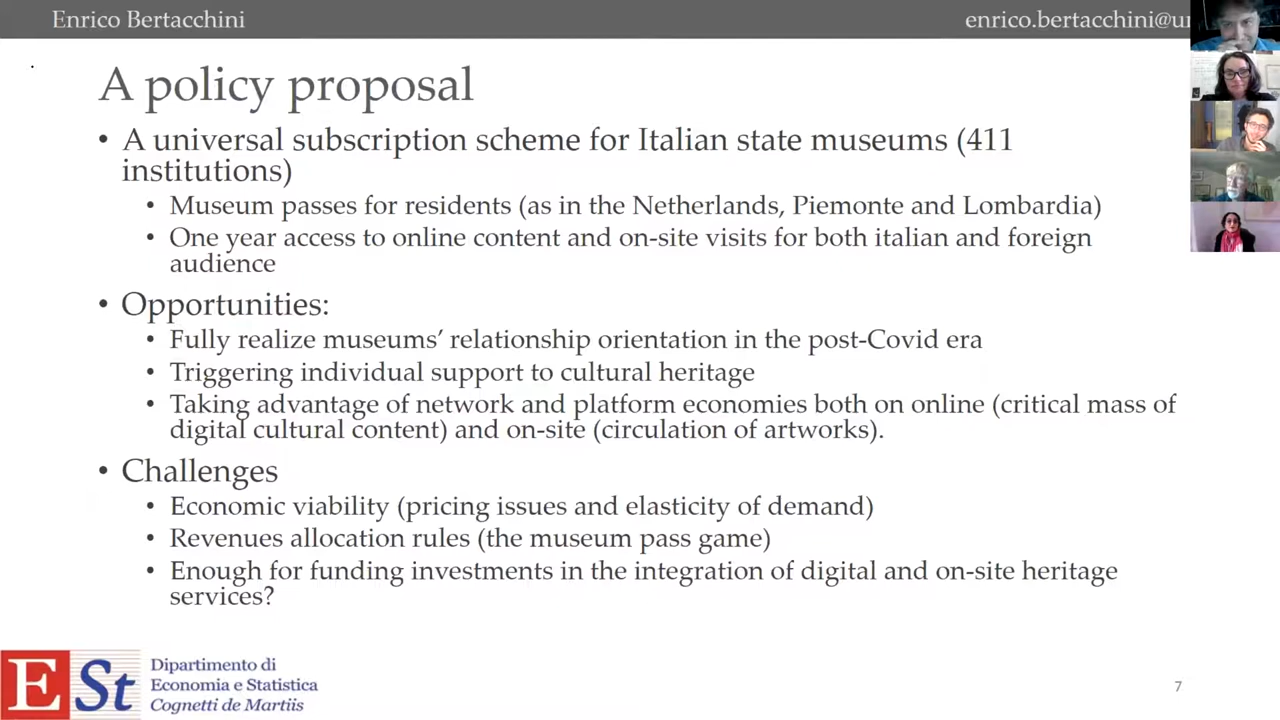 Enrico Bertacchini
enrico.bertacchini@u
A policy proposal
• A universal subscription scheme for Italian state museums (411
institutions)
• Museum passes for residents (as in the Netherlands, Piemonte and Lombardia)
• One year access to online content and on-site visits for both italian and foreign
audience
• Opportunities:
• Fully realize museums’ relationship orientation in the post-Covid era
• Triggering individual support to cultural heritage
• Taking advantage of network and platform economies both on online (critical mass of
digital cultural content) and on-site (circulation of artworks).
• Challenges
• Economic viability (pricing issues and elasticity of demand)
• Revenues allocation rules (the museum pass game)
• Enough for funding investments in the integration of digital and on-site heritage
services?
ESt
Dipartimento di
Economia e Statistica
Cognetti de Martiis
7